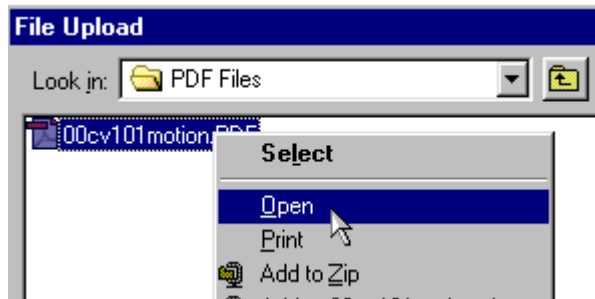 File Upload
Look in: PDF Files
00cv101motion.PDF
Select
Open
Print
Add to Zip